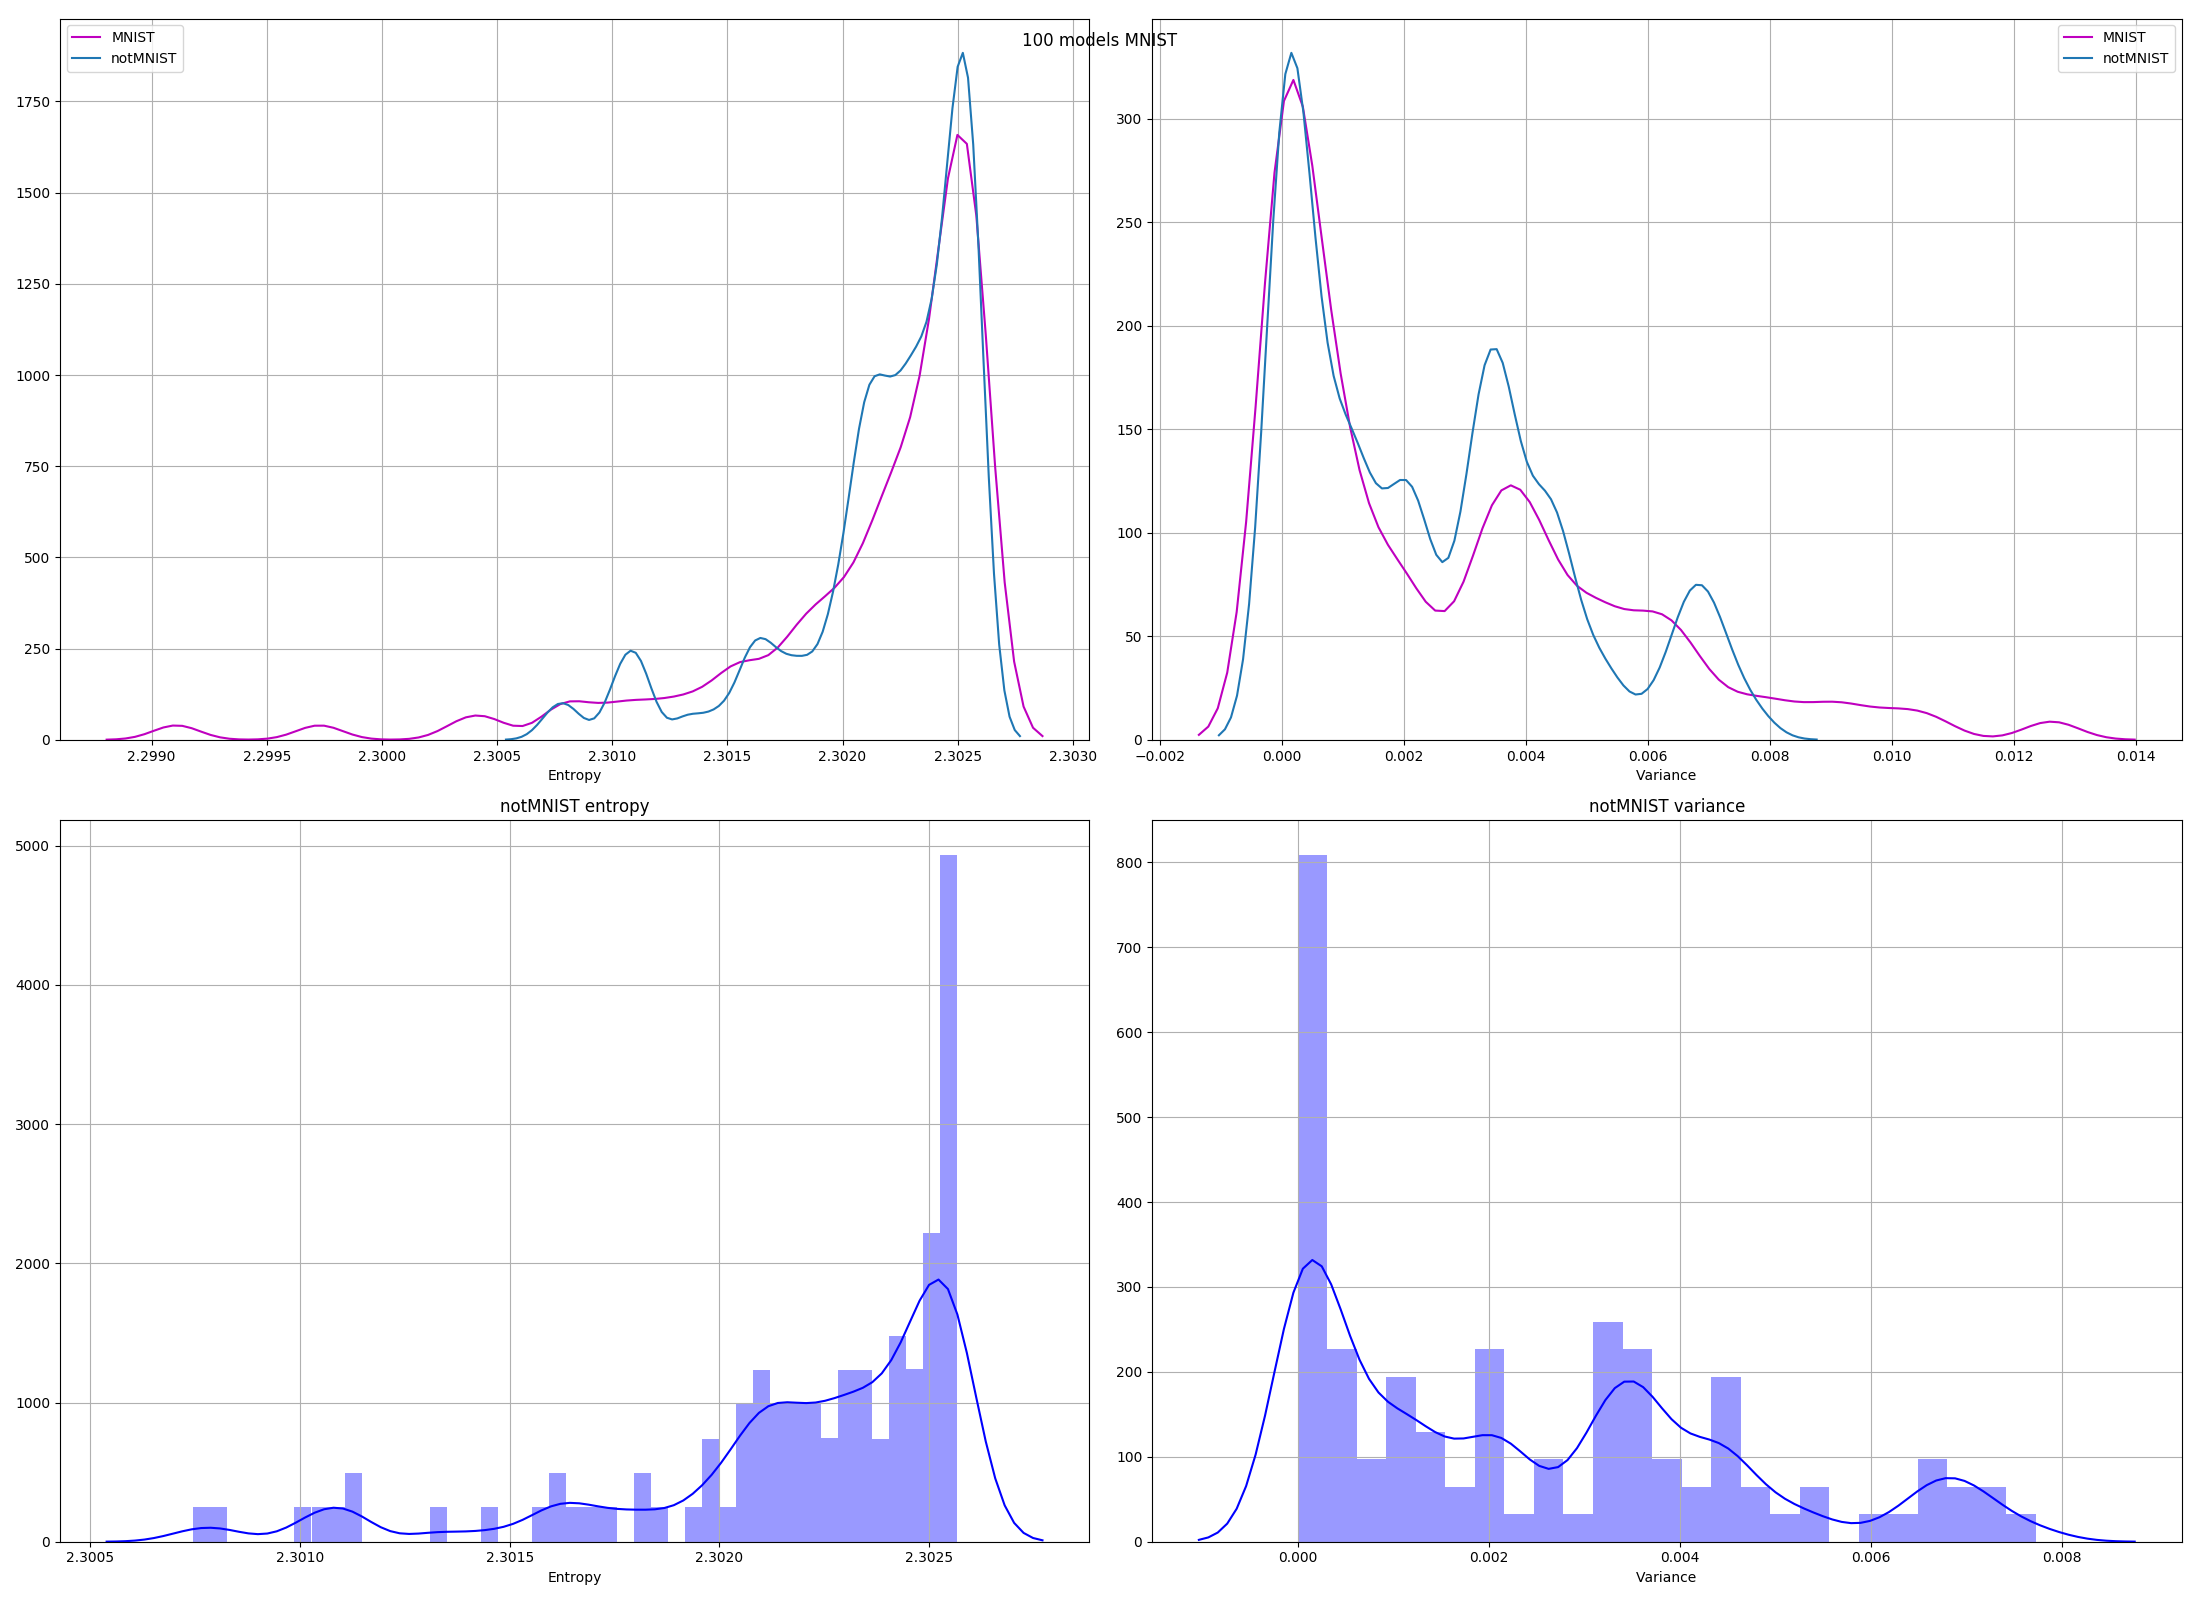 100 models MNIST
MNIST
notMNIST
1750
1500
1250
1000
750
500
250
0
2.2990 2.2995 2.3000 2.3005 2.3010 2.3015 2.3020 2.3025 2.3030
Entropy
MNIST
notMNIST
300
250
200
150
100
50
0
−0.002 0.000 0.002 0.004 0.006 0.008 0.010 0.012 0.014
Variance
notMNIST entropy
5000
4000
3000
2000
1000
0
2.3005 2.3010 2.3015 2.3020 2.3025
Entropy
notMNIST variance
800
700
600
500
400
300
200
100
0
0.000 0.002 0.004 0.006 0.008
Variance